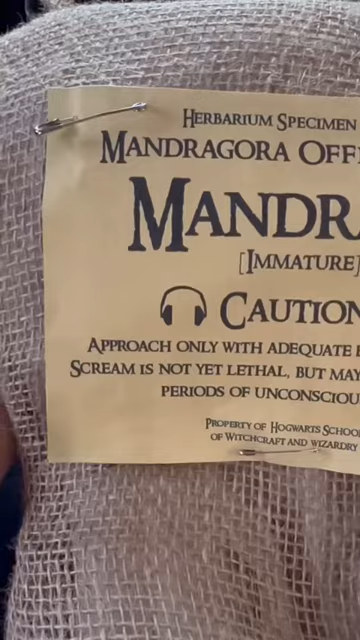 HERBARIUM SPECIMEN
MANDRAGORA OFFI
MANDRA
[IMMATURE]
CAUTION
APPROACH ONLY WITH ADEQUATE
SCREAM IS NOT YET LETHAL, BUT MAY
PERIODS OF UNCONSCIOU
PROPERTY OF HOGWARTS SCHOOL
OF WITCHCRAFT AND WIZARDRY